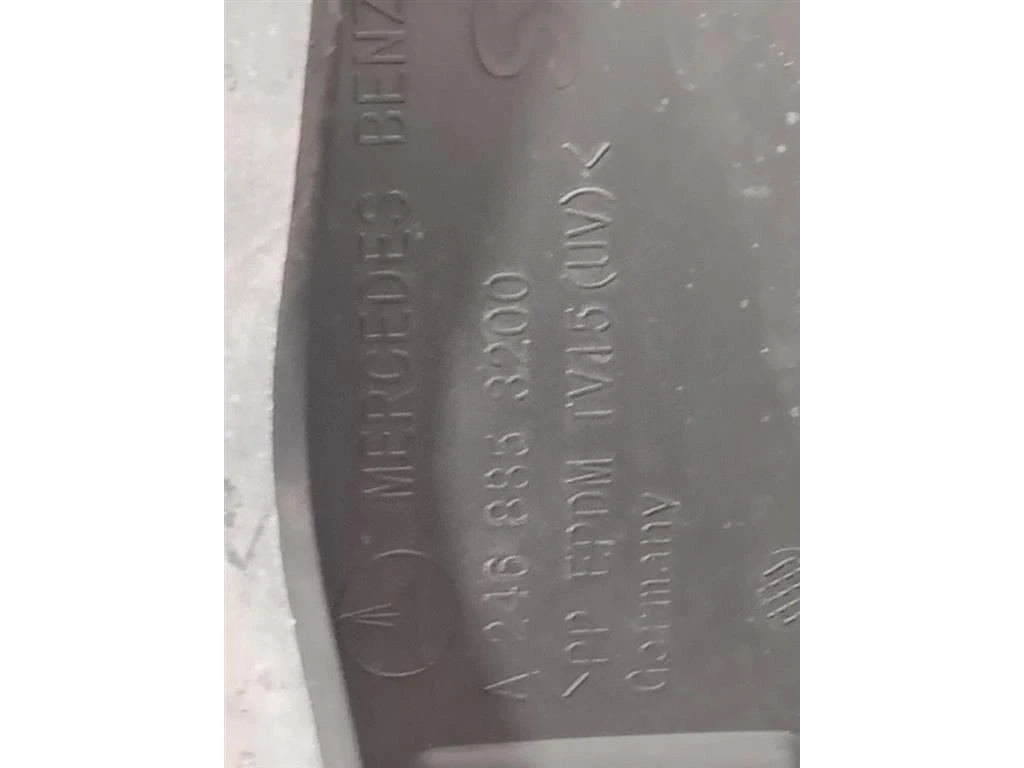 MERCEDES BENZ
A 246 885 3200
>PP EPDM TV15(UV)<
Germany